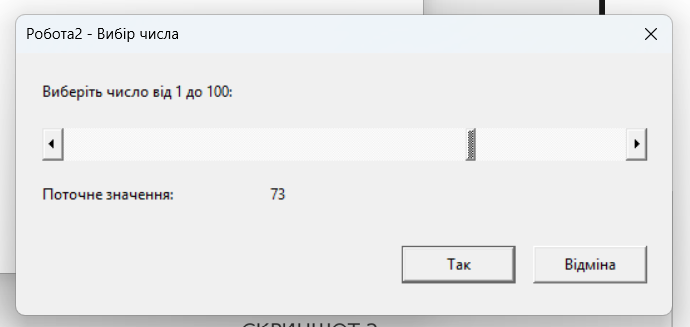 Робота2 - Вибір числа
Виберіть число від 1 до 100:
Поточне значення: 73
Так Відміна